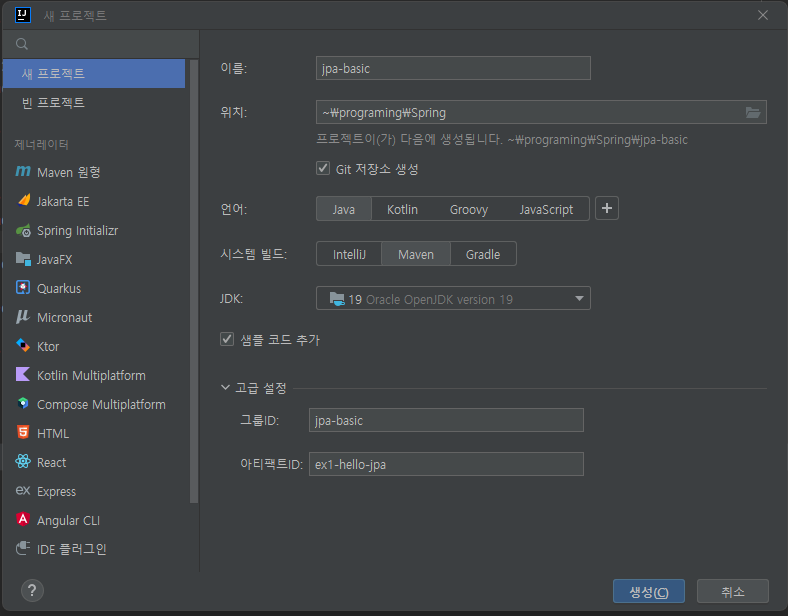 새 프로젝트
새 프로젝트
빈 프로젝트
제너레이터
Maven 원형
Jakarta EE
Spring Initializr
JavaFX
Quarkus
Micronaut
Ktor
Kotlin Multiplatform
Compose Multiplatform
HTML
React
Express
Angular CLI
IDE 플러그인
이름: jpa-basic
위치: ~₩programing₩Spring
프로젝트이(가) 다음에 생성됩니다. ~₩programing₩Spring₩jpa-basic
Git 저장소 생성
언어: Java Kotlin Groovy JavaScript +
시스템 빌드: IntelliJ Maven Gradle
JDK: 19 Oracle OpenJDK version 19
샘플 코드 추가
고급 설정
그룹ID: jpa-basic
아티팩트ID: ex1-hello-jpa
? 생성(C) 취소